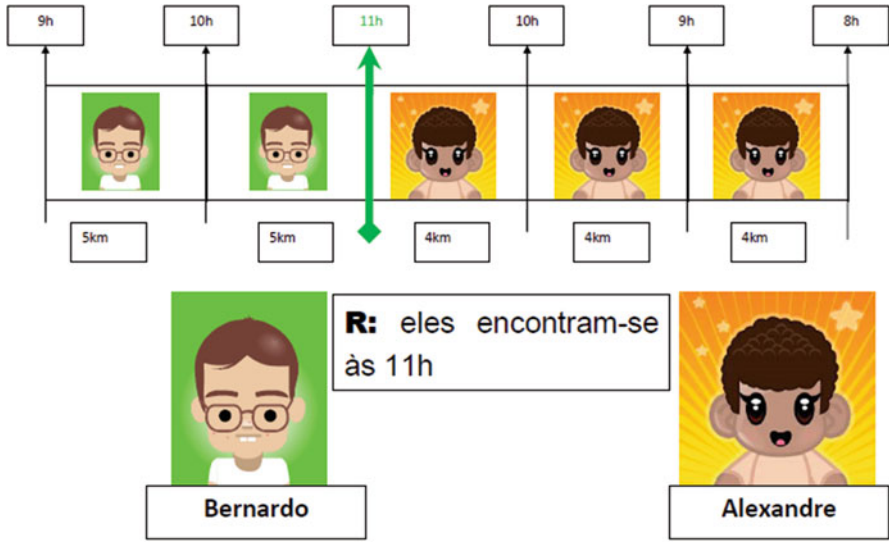 9h
10h
11h
10h
9h
8h
5km
5km
4km
4km
4km
R: eles encontram-se
às 11h
Bernardo
Alexandre